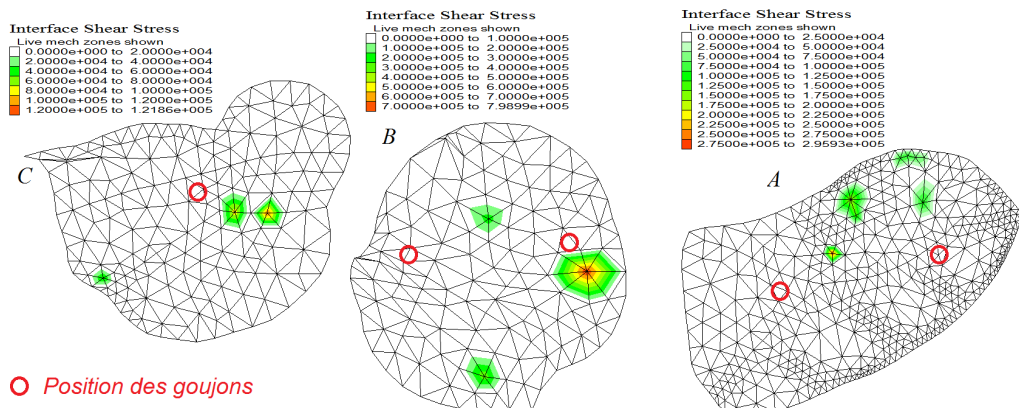 Interface Shear Stress
Live mech zones shown
0.0000e+000 to 2.0000e+004
2.0000e+004 to 4.0000e+004
4.0000e+004 to 6.0000e+004
6.0000e+004 to 8.0000e+004
8.0000e+004 to 1.0000e+005
1.0000e+005 to 1.2000e+005
1.2000e+005 to 1.2186e+005
C
Interface Shear Stress
Live mech zones shown
0.0000e+000 to 1.0000e+005
1.0000e+005 to 2.0000e+005
2.0000e+005 to 3.0000e+005
3.0000e+005 to 4.0000e+005
4.0000e+005 to 5.0000e+005
5.0000e+005 to 6.0000e+005
6.0000e+005 to 7.0000e+005
7.0000e+005 to 7.9899e+005
B
Interface Shear Stress
Live mech zones shown
0.0000e+000 to 2.5000e+004
2.5000e+004 to 5.0000e+004
5.0000e+004 to 7.5000e+004
7.5000e+004 to 1.0000e+005
1.0000e+005 to 1.2500e+005
1.2500e+005 to 1.5000e+005
1.5000e+005 to 1.7500e+005
1.7500e+005 to 2.0000e+005
2.0000e+005 to 2.2500e+005
2.2500e+005 to 2.5000e+005
2.5000e+005 to 2.7500e+005
2.7500e+005 to 2.9593e+005
A
Position des goujons